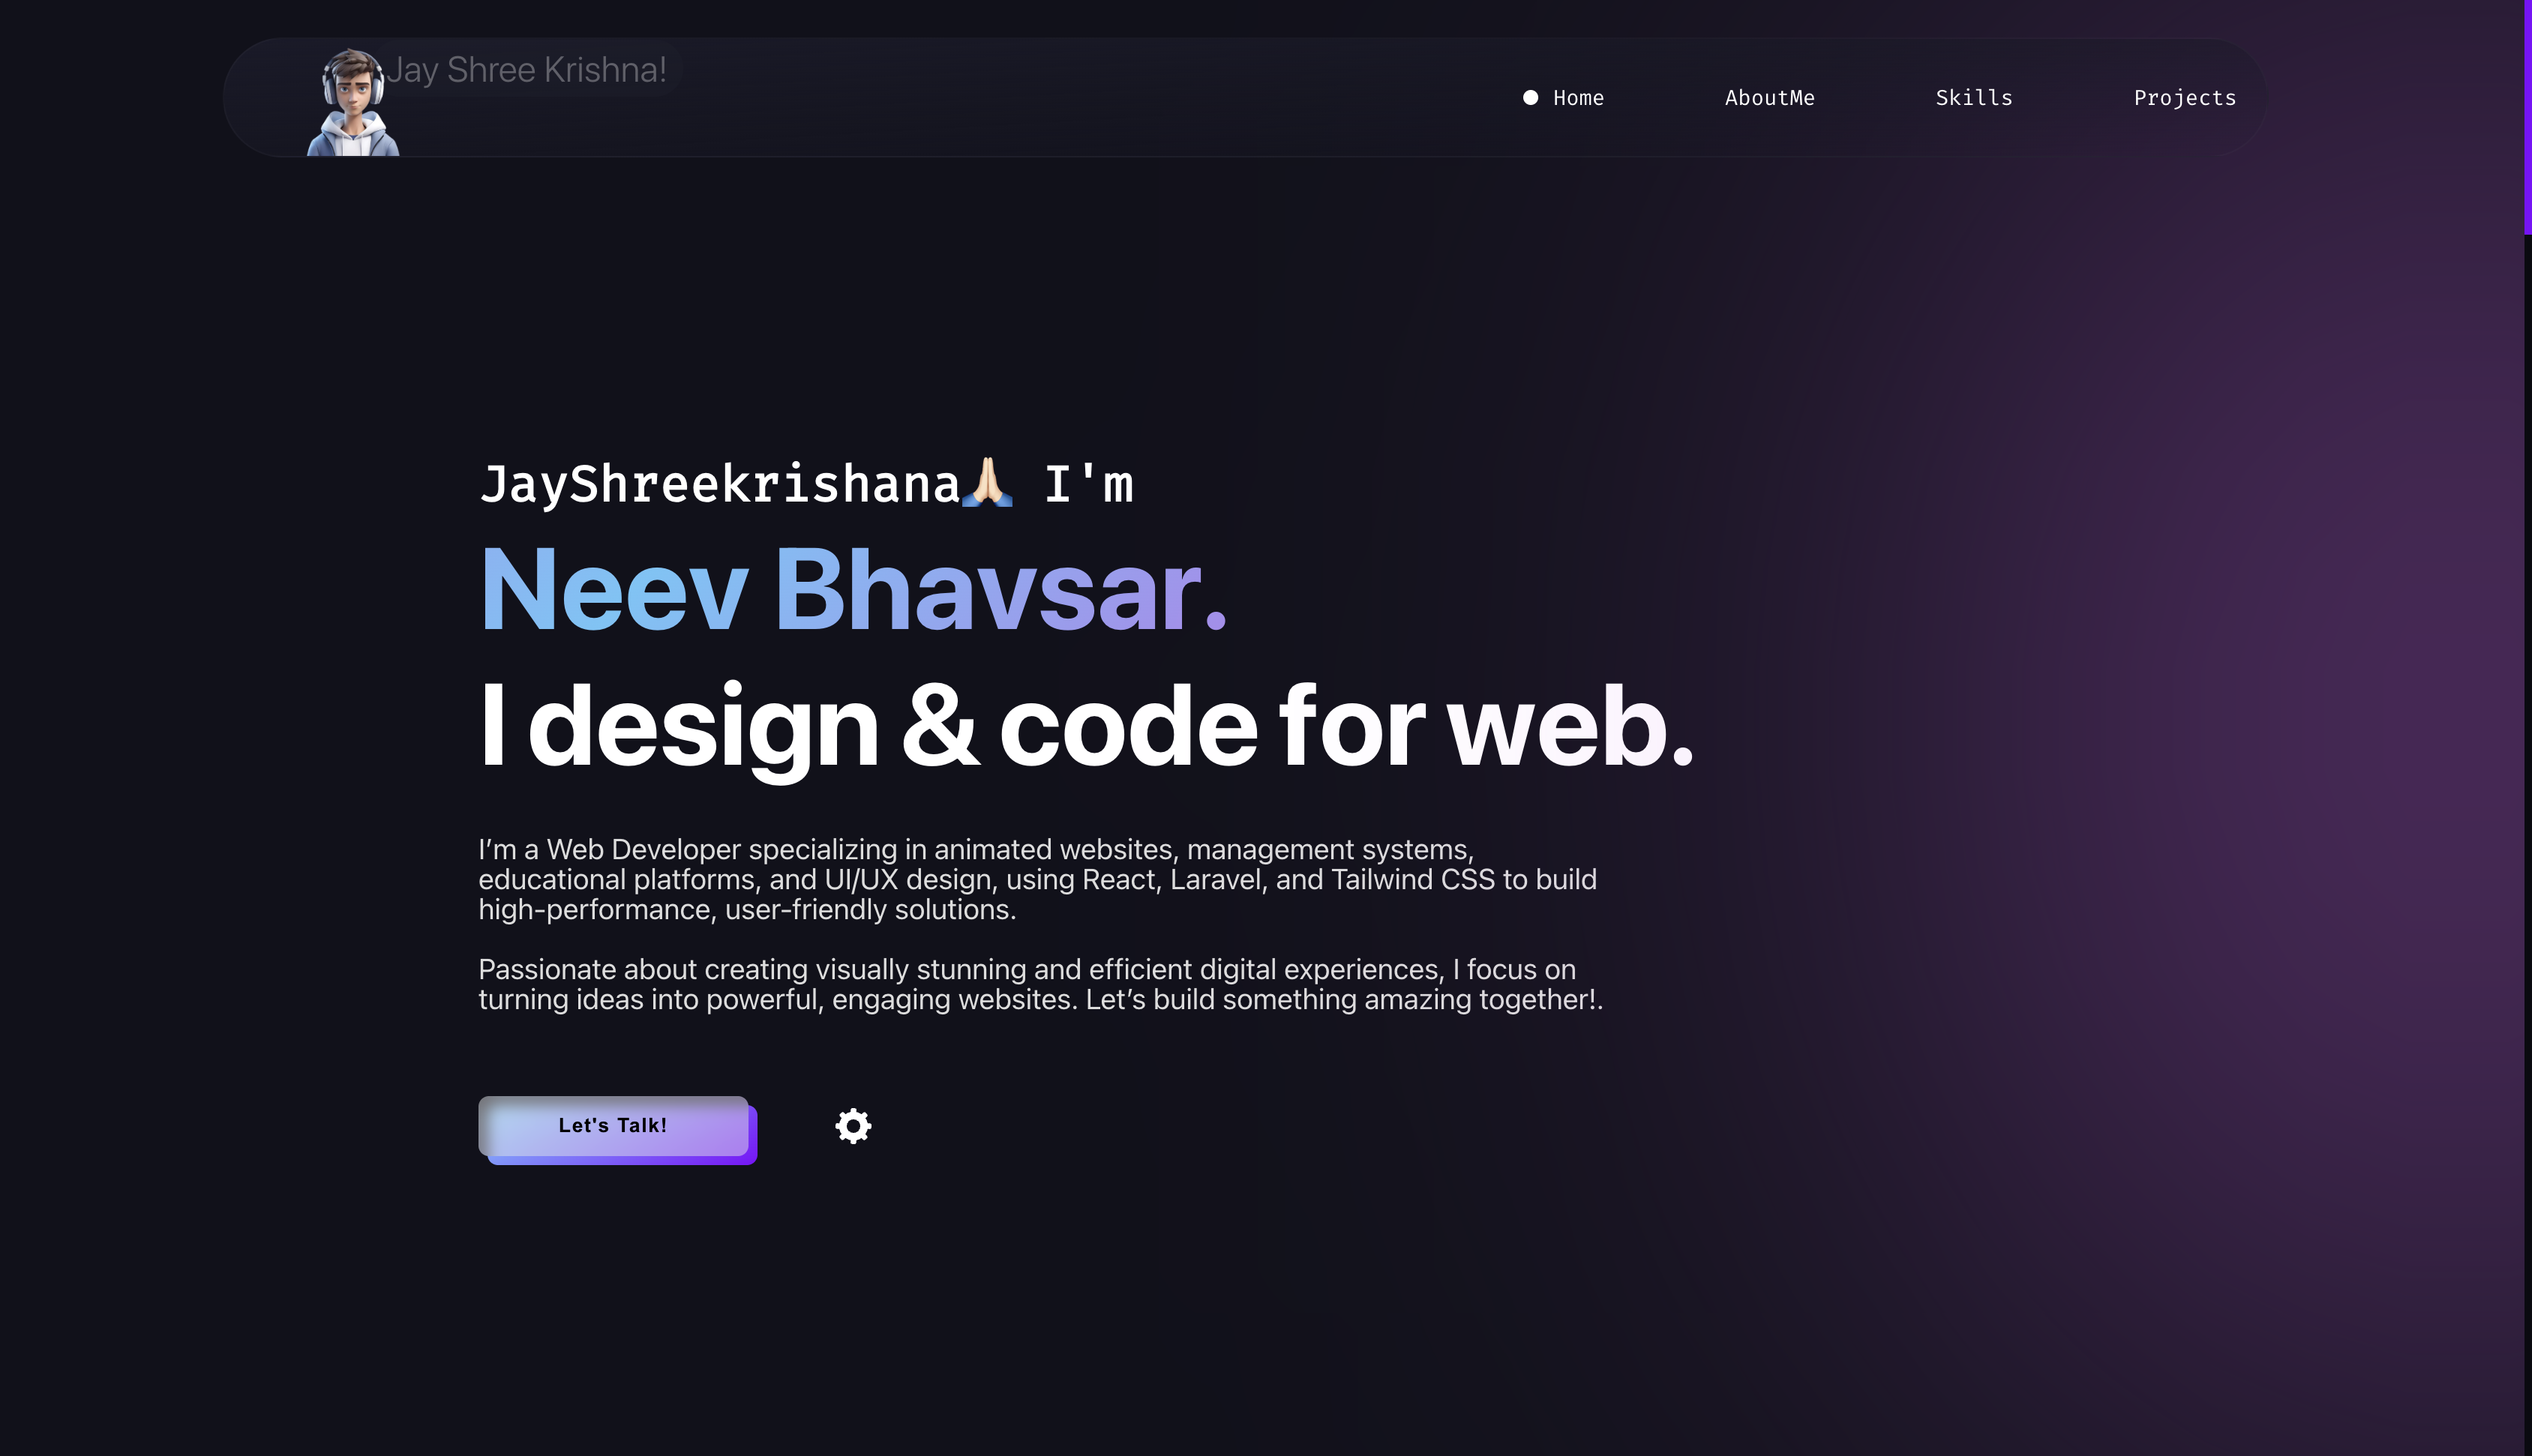 Jay Shree Krishna!
Home AboutMe Skills Projects
JayShreekrishana🙏🏻 I'm
Neev Bhavsar.
I design & code for web.
I’m a Web Developer specializing in animated websites, management systems,
educational platforms, and UI/UX design, using React, Laravel, and Tailwind CSS to build
high-performance, user-friendly solutions.
Passionate about creating visually stunning and efficient digital experiences, I focus on
turning ideas into powerful, engaging websites. Let’s build something amazing together!.
Let's Talk!